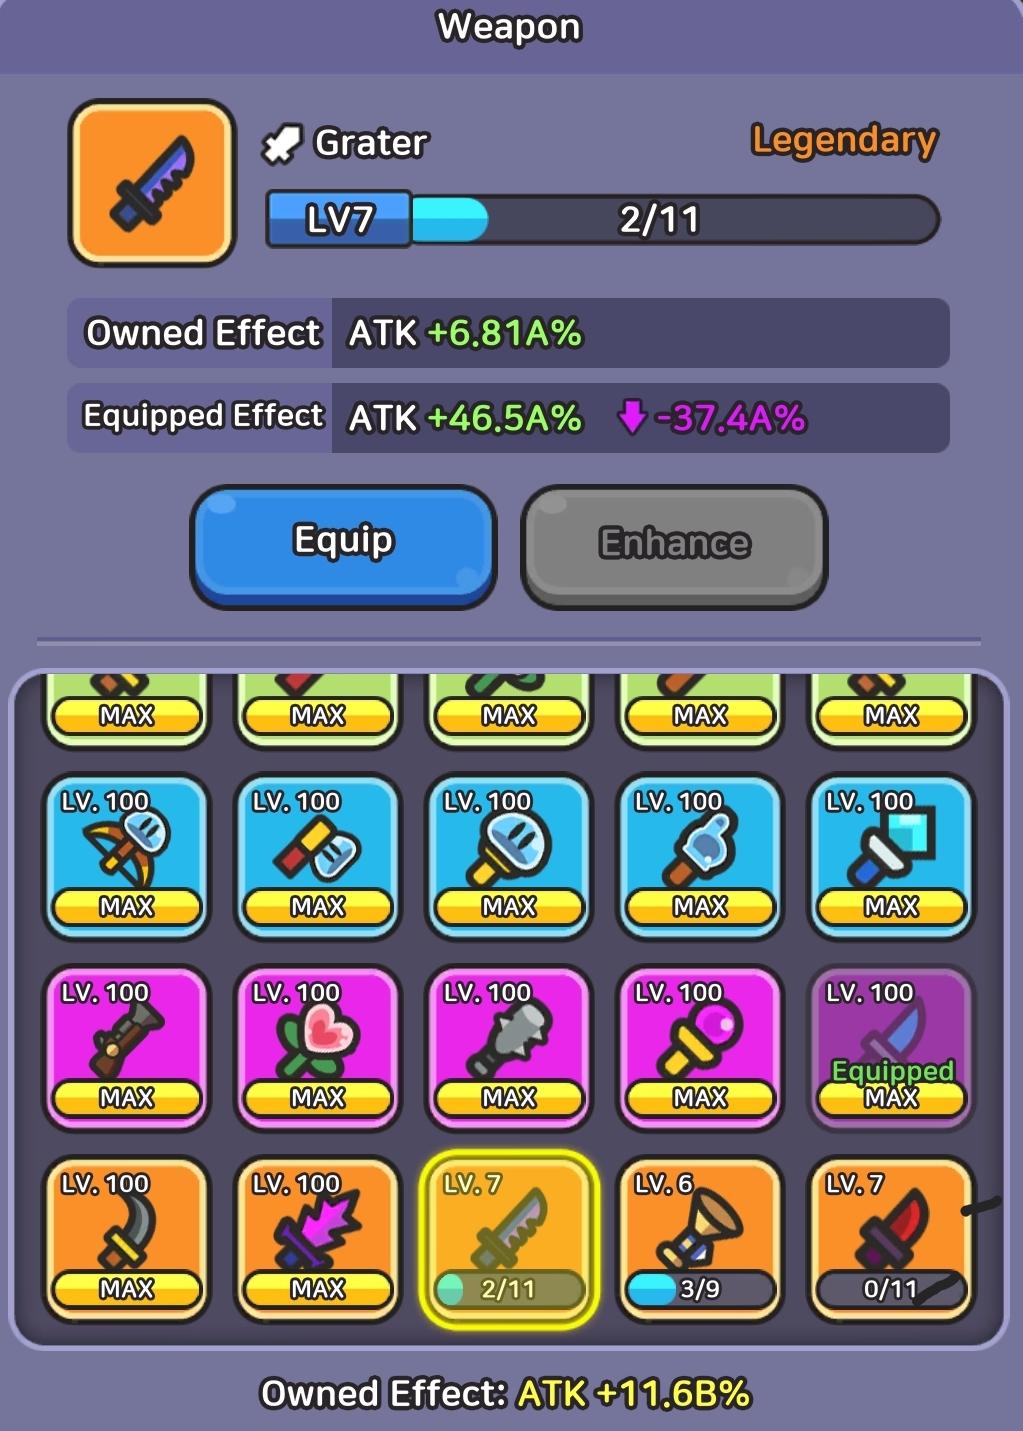 Weapon
Grater
Legendary
LV7
2/11
Owned Effect ATK +6.81A%
Equipped Effect ATK +46.5A% -37.4A%
Equip
Enhance
MAX MAX MAX MAX MAX
LV. 100 LV. 100 LV. 100 LV. 100 LV. 100
MAX MAX MAX MAX MAX
LV. 100 LV. 100 LV. 100 LV. 100 LV. 100
Equipped
MAX MAX MAX MAX MAX
LV. 100 LV. 100 LV. 7 LV. 6 LV. 7
MAX MAX 2/11 3/9 0/11
Owned Effect: ATK +11.6B%